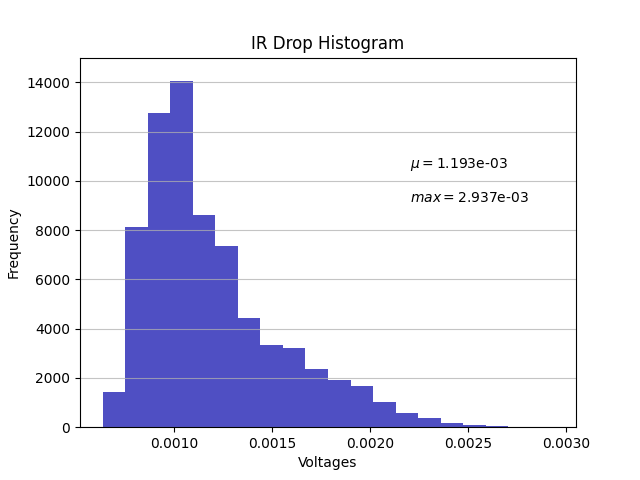 IR Drop Histogram
14000
12000
10000
8000
6000
4000
2000
0
Frequency
μ = 1.193e-03
max = 2.937e-03
0.0010 0.0015 0.0020 0.0025 0.0030
Voltages